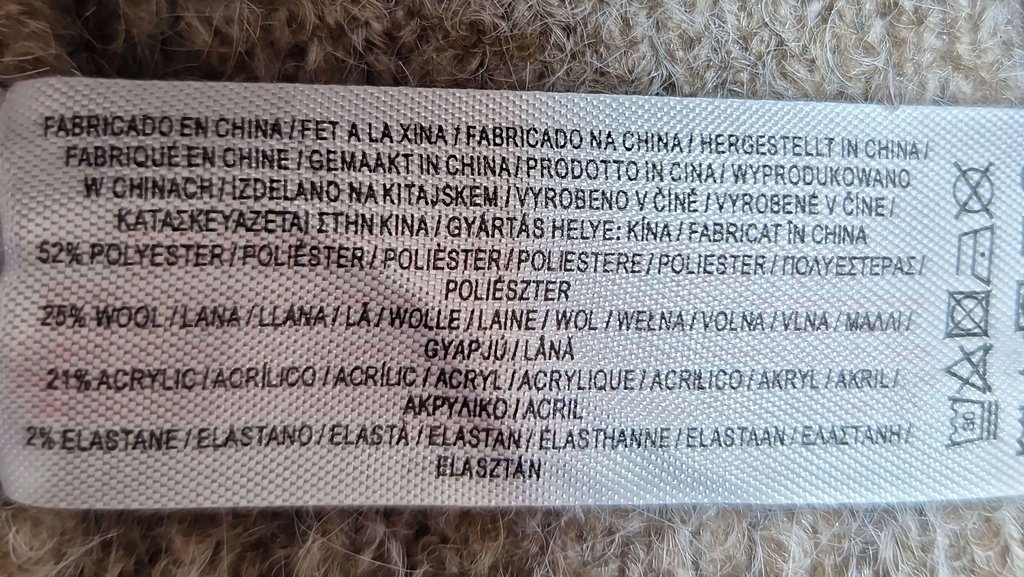 FABRICADO EN CHINA / FET A LA XINA / FABRICADO NA CHINA / HERGESTELLT IN CHINA /
FABRIQUÉ EN CHINE / GEMAAKT IN CHINA / PRODOTTO IN CINA / WYPRODUKOWANO
W CHINACH / IZDELANO NA KITAJSKEM / VYROBENO V ČÍNĚ / VYROBENÉ V ČÍNE /
ΚΑΤΑΣΚΕΥΑΖΕΤΑΙ ΣΤΗΝ ΚΙΝΑ / GYÁRTÁS HELYE: KÍNA / FABRICAT ÎN CHINA
52% POLYESTER / POLIÉSTER / POLIÈSTER / POLIESTERE / POLIESTER / ΠΟΛΥΕΣΤΕΡΑΣ /
POLIÉSZTER
25% WOOL / LANA / LLANA / LÃ / WOLLE / LAINE / WOL / WEŁNA / VOLNA / VLNA / ΜΑΛΛΙ /
GYAPJÚ / LÂNĂ
21% ACRYLIC / ACRÍLICO / ACRÍLIC / ACRYL / ACRYLIQUE / ACRILICO / AKRYL / AKRIL /
ΑΚΡΥΛΙΚΟ / ACRIL
2% ELASTANE / ELASTANO / ELASTÀ / ELASTAN / ÉLASTHANNE / ELASTAAN / ΕΛΑΣΤΑΝΗ /
ELASZTÁN
30